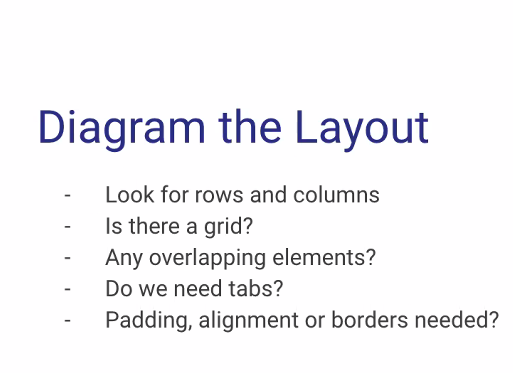 Diagram the Layout
- Look for rows and columns
- Is there a grid?
- Any overlapping elements?
- Do we need tabs?
- Padding, alignment or borders needed?